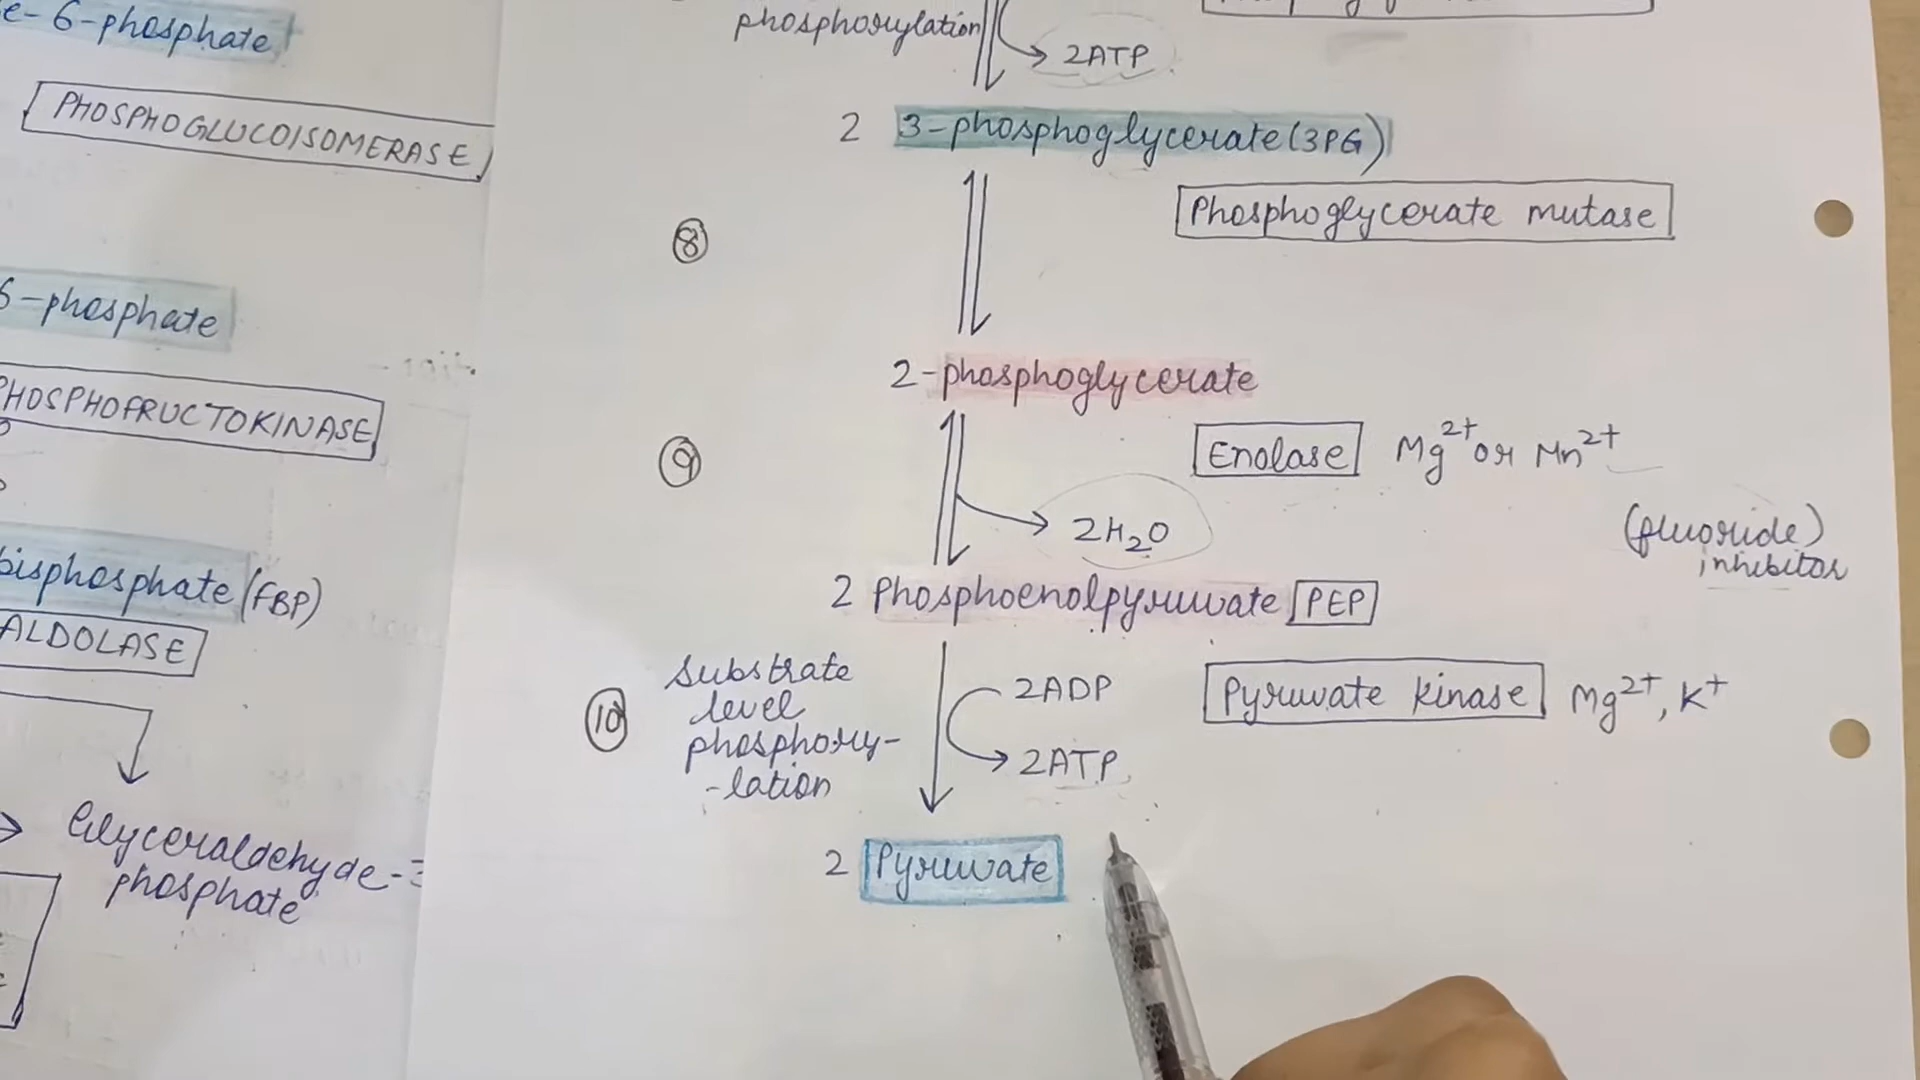 e-6-phosphate
PHOSPHOGLUCOISOMERASE
6-phosphate
PHOSPHOFRUCTOKINASE
bisphosphate (FBP)
ALDOLASE
Glyceraldehyde-3
phosphate
phosphorylation
2ATP
2 3-phosphoglycerate (3PG)
Phosphoglycerate mutase
8
2-phosphoglycerate
Enolase Mg2+ or Mn2+
9
2H2O
(fluoride)
inhibitor
2 Phosphoenolpyruvate PEP
Substrate
level
phosphory-
-lation
10
2ADP
Pyruvate kinase Mg2+, K+
2ATP
2 Pyruvate